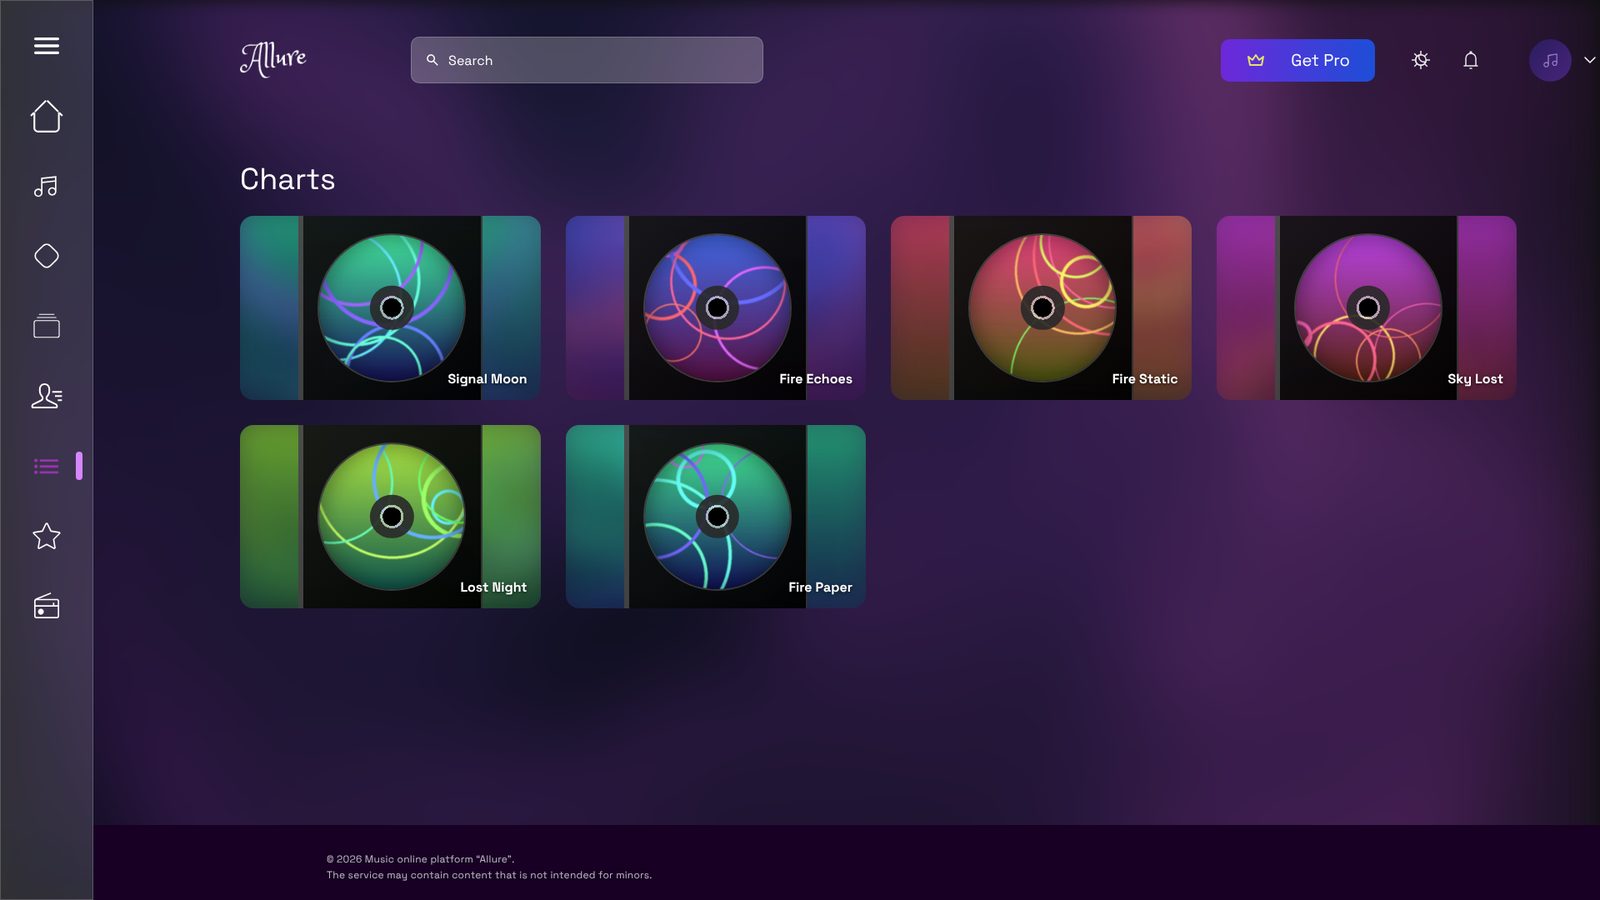 Allure
Search
Get Pro
Charts
Signal Moon
Fire Echoes
Fire Static
Sky Lost
Lost Night
Fire Paper
© 2026 Music online platform “Allure”.
The service may contain content that is not intended for minors.